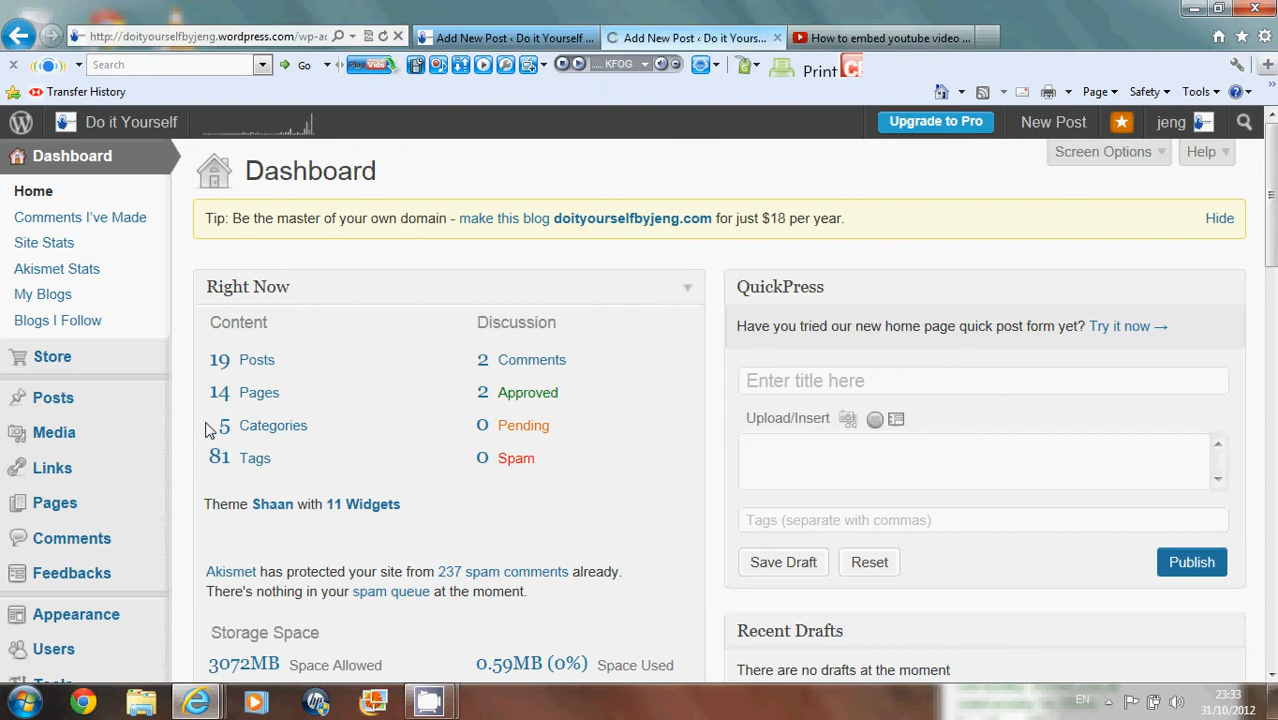 http://doityourselfbyjeng.wordpress.com/wp-ac
Add New Post ‹ Do it Yourself ...
Add New Post ‹ Do it Yours...
How to embed youtube video ...
Search
Go
Play Vids
KFOG
Print
Transfer History
Page
Safety
Tools
Do it Yourself
Upgrade to Pro
New Post
jeng
Dashboard
Home
Comments I've Made
Site Stats
Akismet Stats
My Blogs
Blogs I Follow
Store
Posts
Media
Links
Pages
Comments
Feedbacks
Appearance
Users
Screen Options
Help
Dashboard
Tip: Be the master of your own domain - make this blog doityourselfbyjeng.com for just $18 per year.
Hide
Right Now
Content
Discussion
19 Posts
2 Comments
14 Pages
2 Approved
5 Categories
0 Pending
81 Tags
0 Spam
Theme Shaan with 11 Widgets
Akismet has protected your site from 237 spam comments already.
There's nothing in your spam queue at the moment.
Storage Space
3072MB Space Allowed
0.59MB (0%) Space Used
QuickPress
Have you tried our new home page quick post form yet? Try it now →
Enter title here
Upload/Insert
Tags (separate with commas)
Save Draft
Reset
Publish
Recent Drafts
There are no drafts at the moment
EN
23:33
31/10/2012